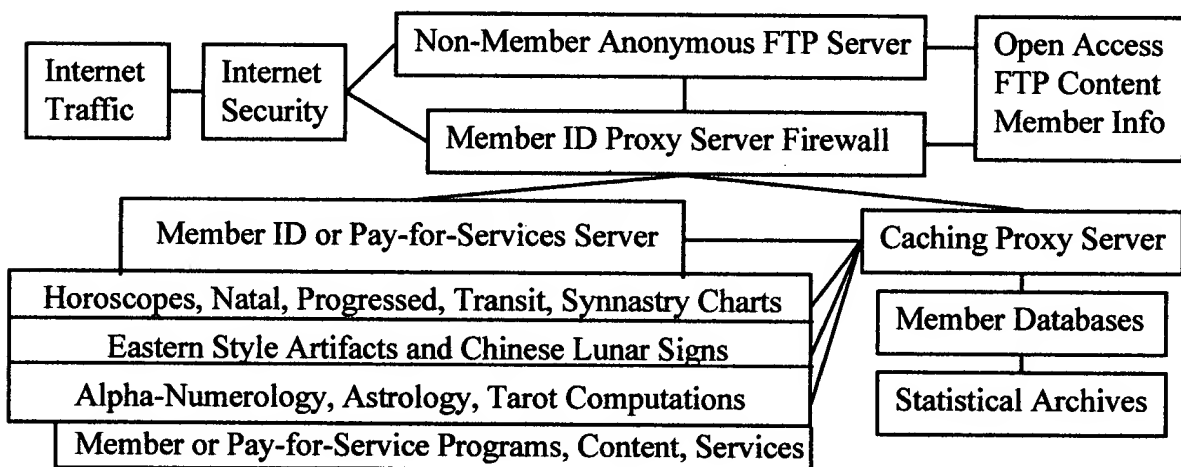 Internet
Traffic
Internet
Security
Non-Member Anonymous FTP Server
Member ID Proxy Server Firewall
Open Access
FTP Content
Member Info
Member ID or Pay-for-Services Server
Caching Proxy Server
Horoscopes, Natal, Progressed, Transit, Synnastry Charts
Eastern Style Artifacts and Chinese Lunar Signs
Alpha-Numerology, Astrology, Tarot Computations
Member or Pay-for-Service Programs, Content, Services
Member Databases
Statistical Archives